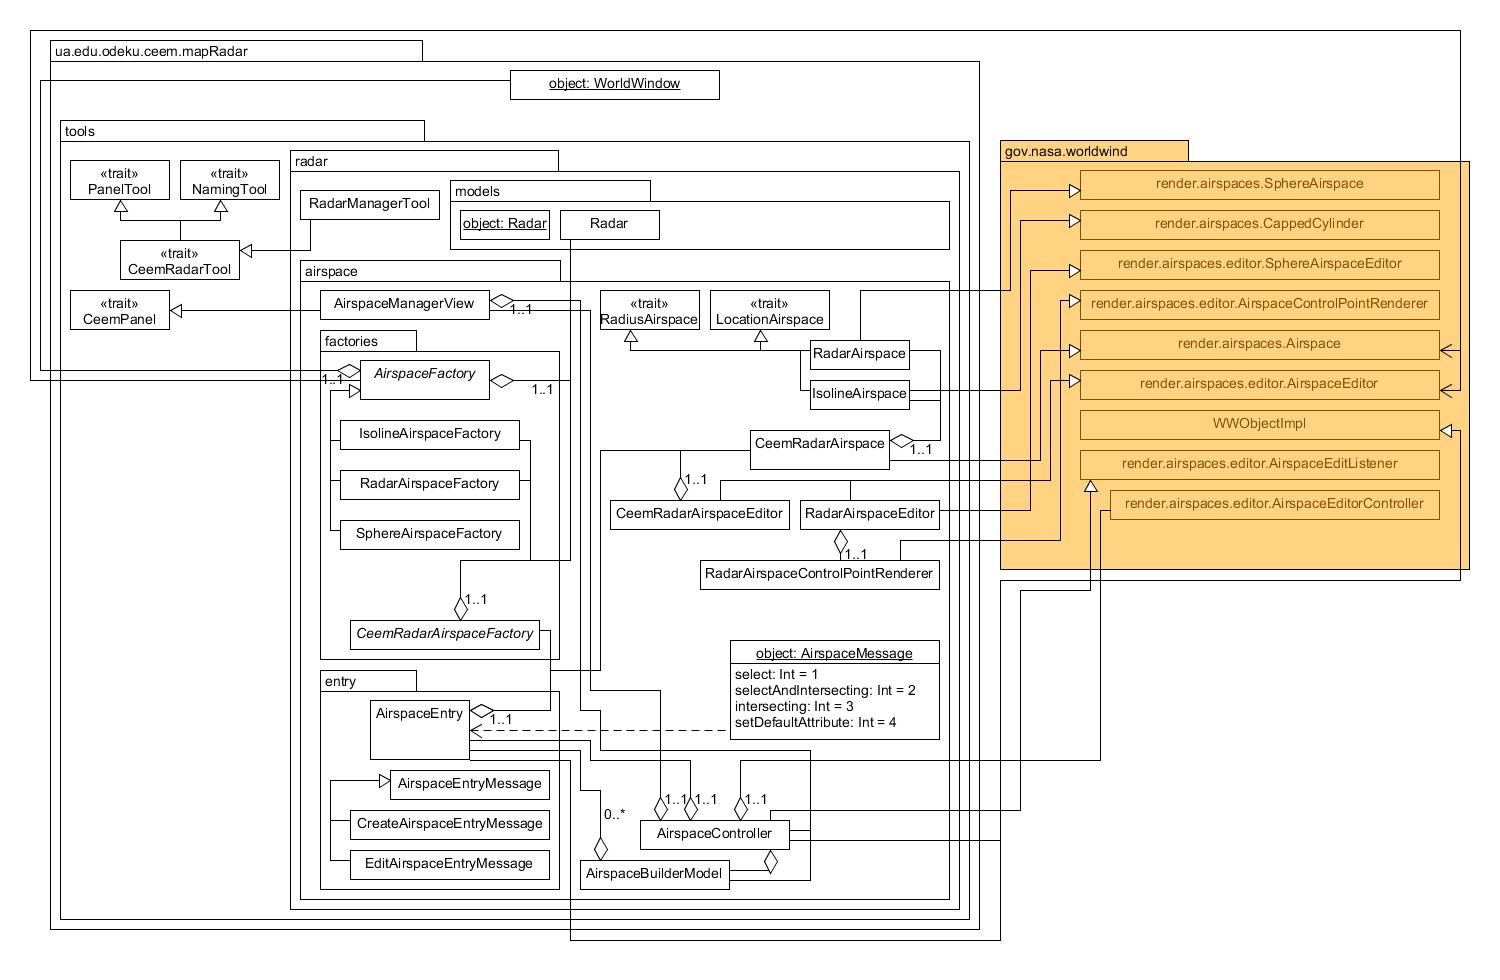 ua.edu.odeku.ceem.mapRadar
object: WorldWindow
tools
«trait»
PanelTool
«trait»
NamingTool
«trait»
CeemRadarTool
«trait»
CeemPanel
radar
RadarManagerTool
models
object: Radar
Radar
airspace
AirspaceManagerView
1..1
factories
AirspaceFactory
1..1
1..1
IsolineAirspaceFactory
RadarAirspaceFactory
SphereAirspaceFactory
1..1
CeemRadarAirspaceFactory
«trait»
RadiusAirspace
«trait»
LocationAirspace
RadarAirspace
IsolineAirspace
CeemRadarAirspace
1..1
1..1
CeemRadarAirspaceEditor
RadarAirspaceEditor
1..1
RadarAirspaceControlPointRenderer
object: AirspaceMessage
select: Int = 1
selectAndIntersecting: Int = 2
intersecting: Int = 3
setDefaultAttribute: Int = 4
entry
AirspaceEntry
1..1
AirspaceEntryMessage
CreateAirspaceEntryMessage
EditAirspaceEntryMessage
0..*
1..1
1..1
1..1
AirspaceController
AirspaceBuilderModel
gov.nasa.worldwind
render.airspaces.SphereAirspace
render.airspaces.CappedCylinder
render.airspaces.editor.SphereAirspaceEditor
render.airspaces.editor.AirspaceControlPointRenderer
render.airspaces.Airspace
render.airspaces.editor.AirspaceEditor
WWObjectImpl
render.airspaces.editor.AirspaceEditListener
render.airspaces.editor.AirspaceEditorController